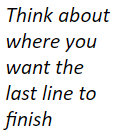 Think about
where you
want the
last line to
finish